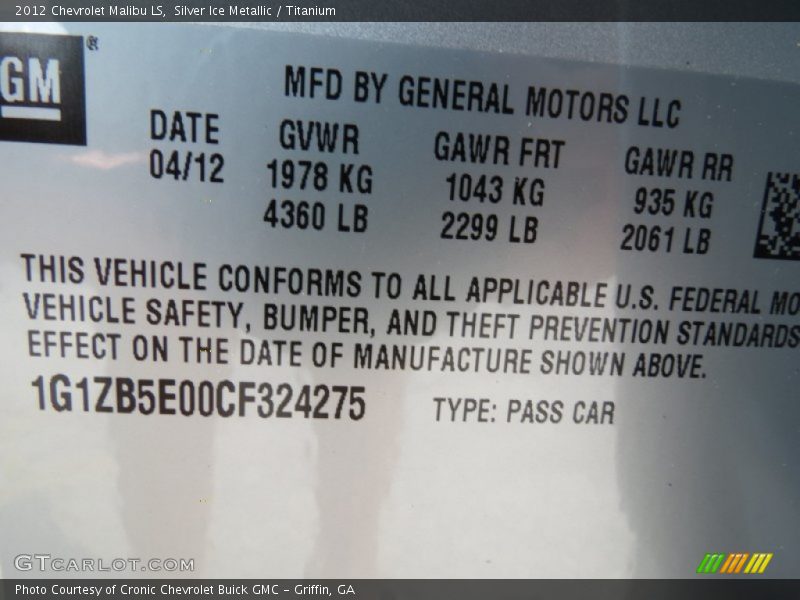 2012 Chevrolet Malibu LS, Silver Ice Metallic / Titanium
GM ®
MFD BY GENERAL MOTORS LLC
DATE GVWR GAWR FRT GAWR RR
04/12 1978 KG 1043 KG 935 KG
4360 LB 2299 LB 2061 LB
THIS VEHICLE CONFORMS TO ALL APPLICABLE U.S. FEDERAL MO
VEHICLE SAFETY, BUMPER, AND THEFT PREVENTION STANDARDS
EFFECT ON THE DATE OF MANUFACTURE SHOWN ABOVE.
1G1ZB5E00CF324275 TYPE: PASS CAR
GTCARLOT.COM
Photo Courtesy of Cronic Chevrolet Buick GMC - Griffin, GA